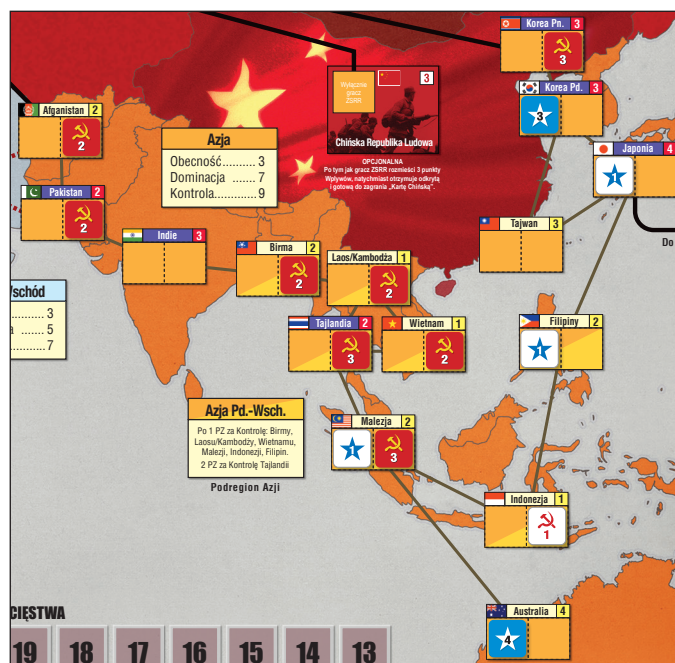 Korea Pn. 3
3
Wyłącznie
gracz
ZSRR
3
Chińska Republika Ludowa
OPCJONALNA
Po tym jak gracz ZSRR rozmieści 3 punkty
Wpływów, natychmiast otrzymuje odkrytą
i gotową do zagrania „Kartę Chińską”.
Korea Pd. 3
3
Afganistan 2
2
Azja
Obecność.......... 3
Dominacja ....... 7
Kontrola............ 9
Japonia 4
1
Pakistan 2
2
Tajwan 3
Do
Indie 3
Birma 2
2
Laos/Kambodża 1
2
Wschód
............ 3
a ........ 5
............ 7
Tajlandia 2
3
Wietnam 1
2
Filipiny 2
1
Azja Pd.-Wsch.
Po 1 PZ za Kontrolę: Birmy,
Laosu/Kambodży, Wietnamu,
Malezji, Indonezji, Filipin.
2 PZ za Kontrolę Tajlandii
Podregion Azji
Malezja 2
1 3
Indonezja 1
1
Australia 4
4
CIĘSTWA
19 18 17 16 15 14 13